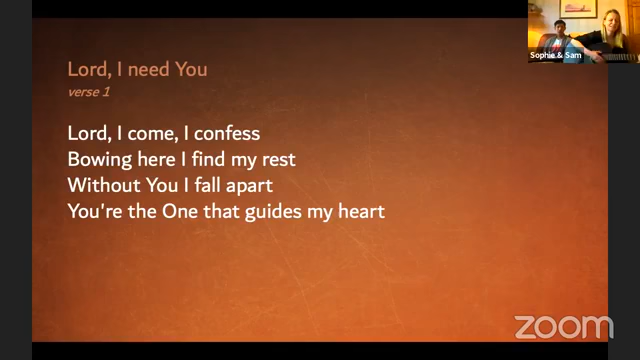 Sophie & Sam
Lord, I need You
verse 1
Lord, I come, I confess
Bowing here I find my rest
Without You I fall apart
You're the One that guides my heart
zoom